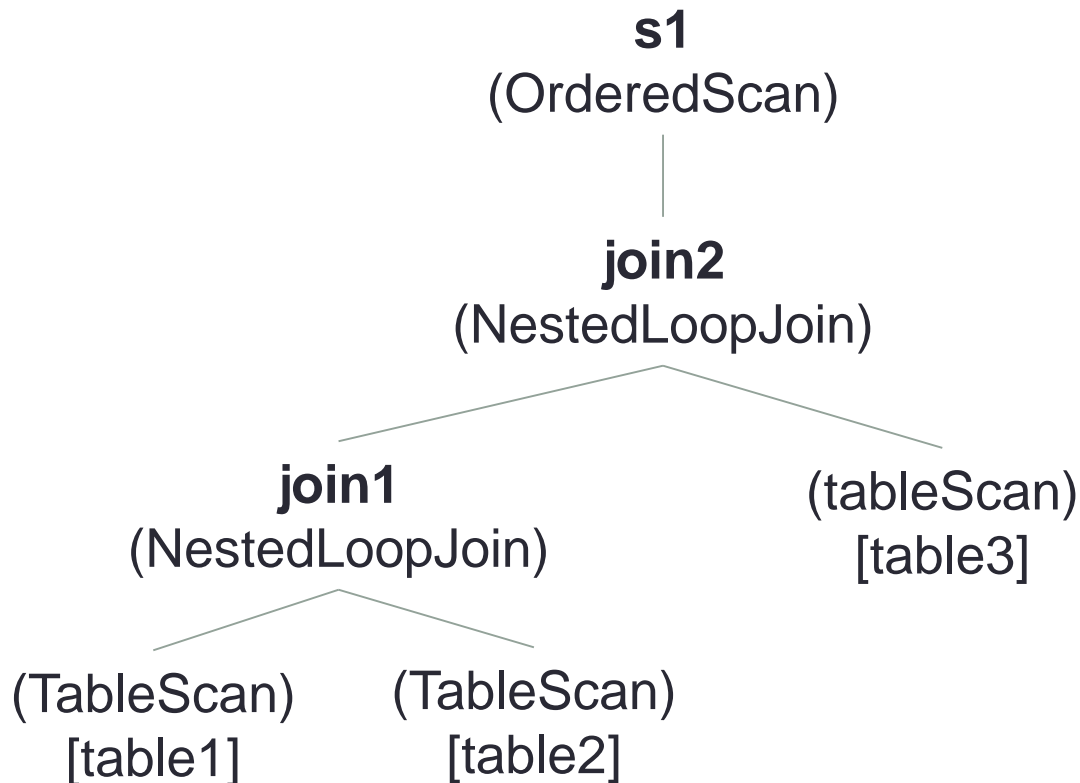 s1
(OrderedScan)
join2
(NestedLoopJoin)
join1
(NestedLoopJoin)
(tableScan)
[table3]
(TableScan)
[table1]
(TableScan)
[table2]